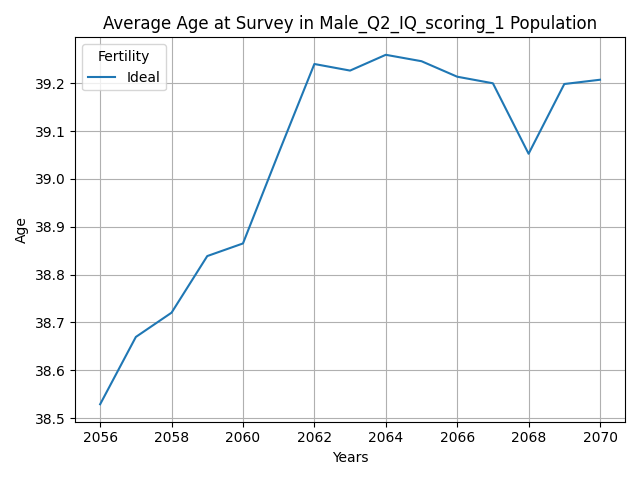 Average Age at Survey in Male_Q2_IQ_scoring_1 Population
Fertility
Ideal
39.2
39.1
39.0
38.9
38.8
38.7
38.6
38.5
Age
2056 2058 2060 2062 2064 2066 2068 2070
Years